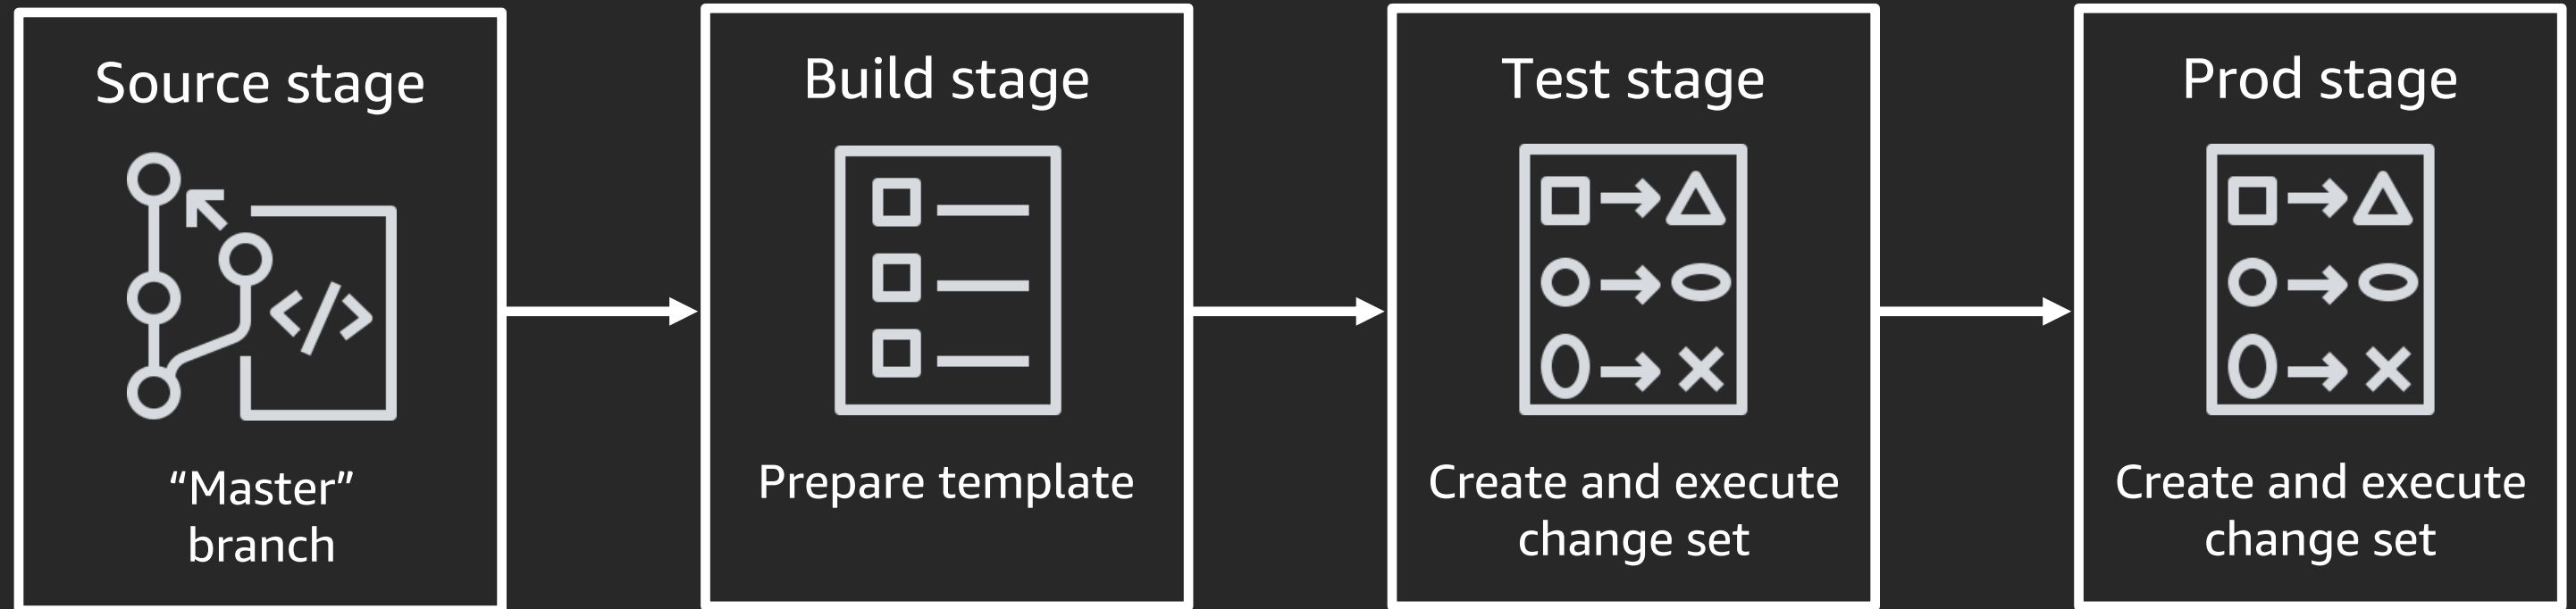 Source stage
“Master”
branch
Build stage
Prepare template
Test stage
Create and execute
change set
Prod stage
Create and execute
change set